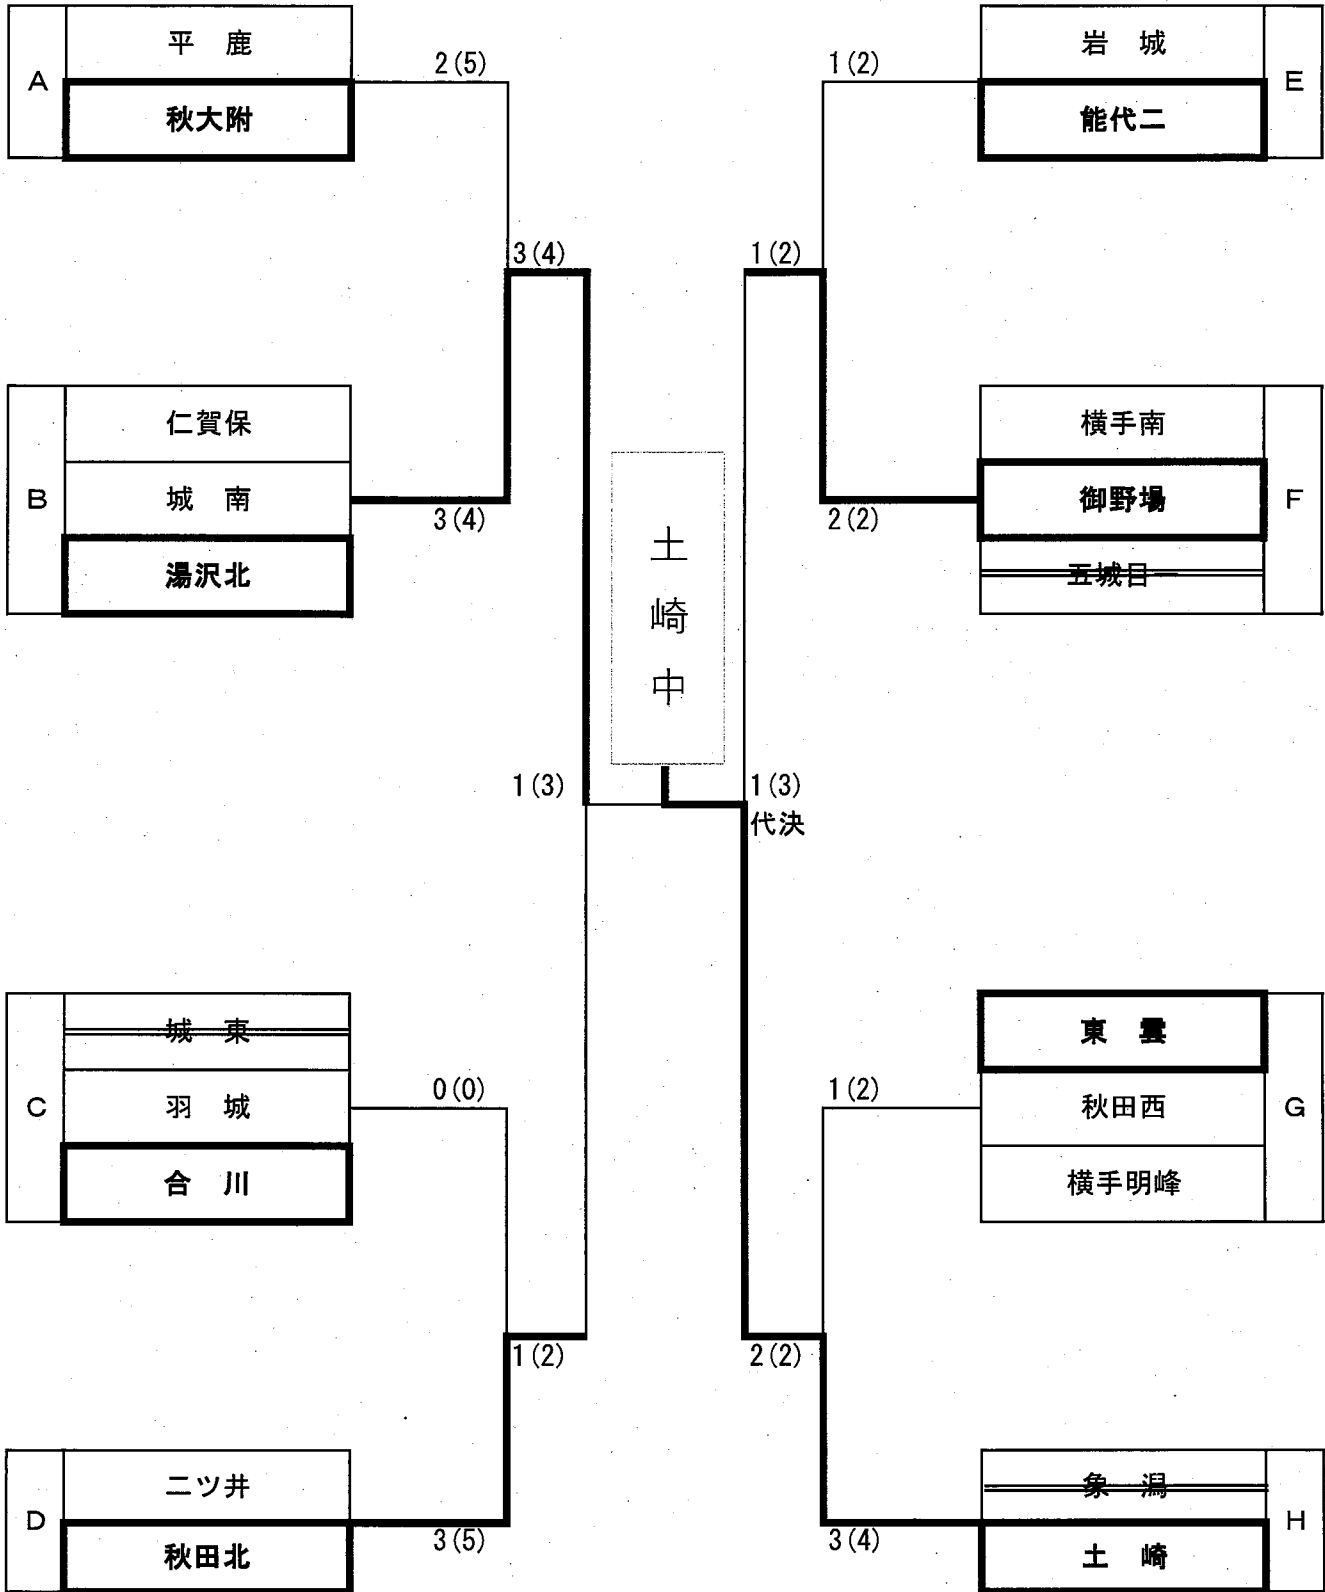 A
平 鹿
秋大附
2(5)
3(4)
B
仁賀保
城 南
湯沢北
3(4)
1(3)
C
城 東
羽 城
合 川
0(0)
1(2)
D
二ツ井
秋田北
3(5)
土崎中
1(2)
岩 城
能代二
E
1(2)
横手南
御野場
五城目一
F
2(2)
1(3)
代決
東 雲
秋田西
横手明峰
G
1(2)
2(2)
象 潟
土 崎
H
3(4)